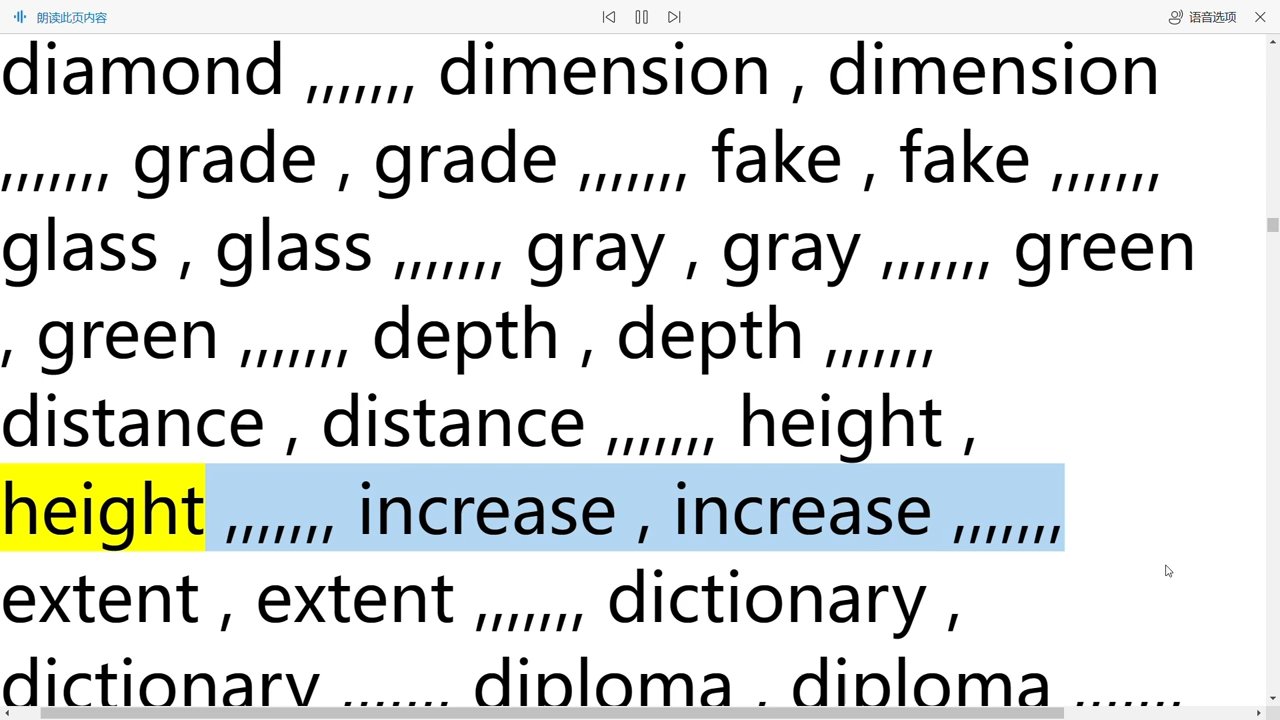 朗读此页内容
语音选项
diamond ,,,,,,, dimension , dimension
,,,,,,, grade , grade ,,,,,,, fake , fake ,,,,,,,
glass , glass ,,,,,,, gray , gray ,,,,,,, green
, green ,,,,,,, depth , depth ,,,,,,,
distance , distance ,,,,,,, height ,
height ,,,,,,, increase , increase ,,,,,,,
extent , extent ,,,,,,, dictionary ,
dictionary ,,,,,,, diploma , diploma ,,,,,,,